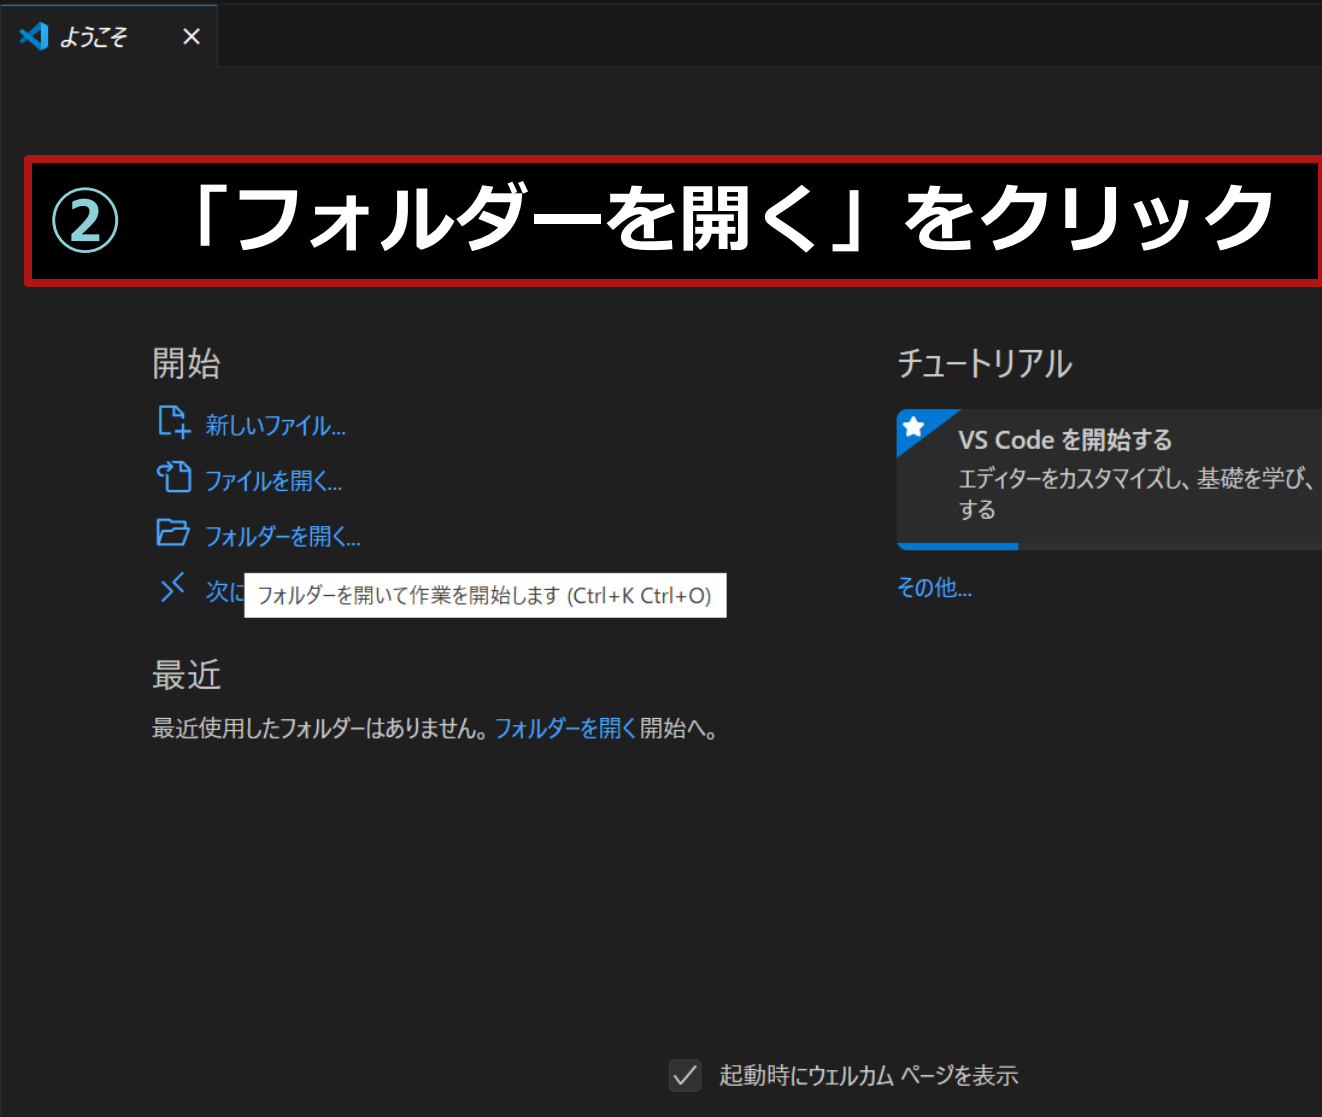 ようこそ
② 「フォルダーを開く」をクリック
開始
新しいファイル...
ファイルを開く...
フォルダーを開く...
次に
フォルダーを開いて作業を開始します (Ctrl+K Ctrl+O)
最近
最近使用したフォルダーはありません。フォルダーを開く開始へ。
チュートリアル
VS Code を開始する
エディターをカスタマイズし、基礎を学び、
する
その他...
起動時にウェルカム ページを表示